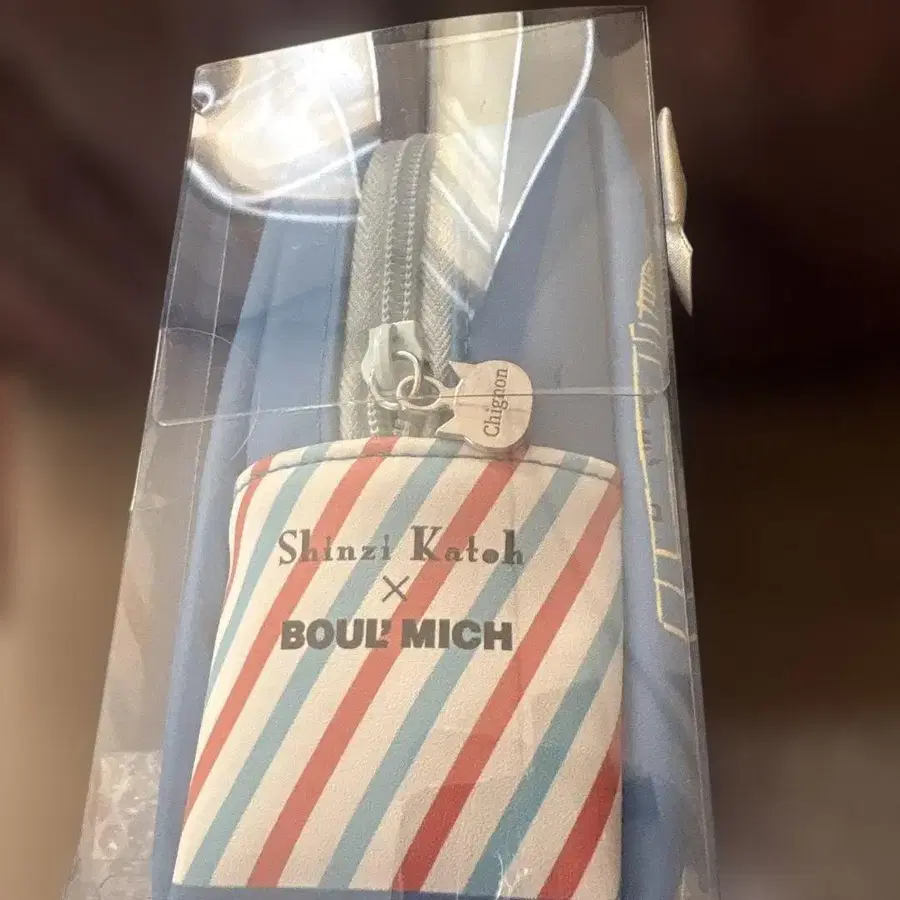 Chignon
Shinzi Katoh
×
BOUL' MICH